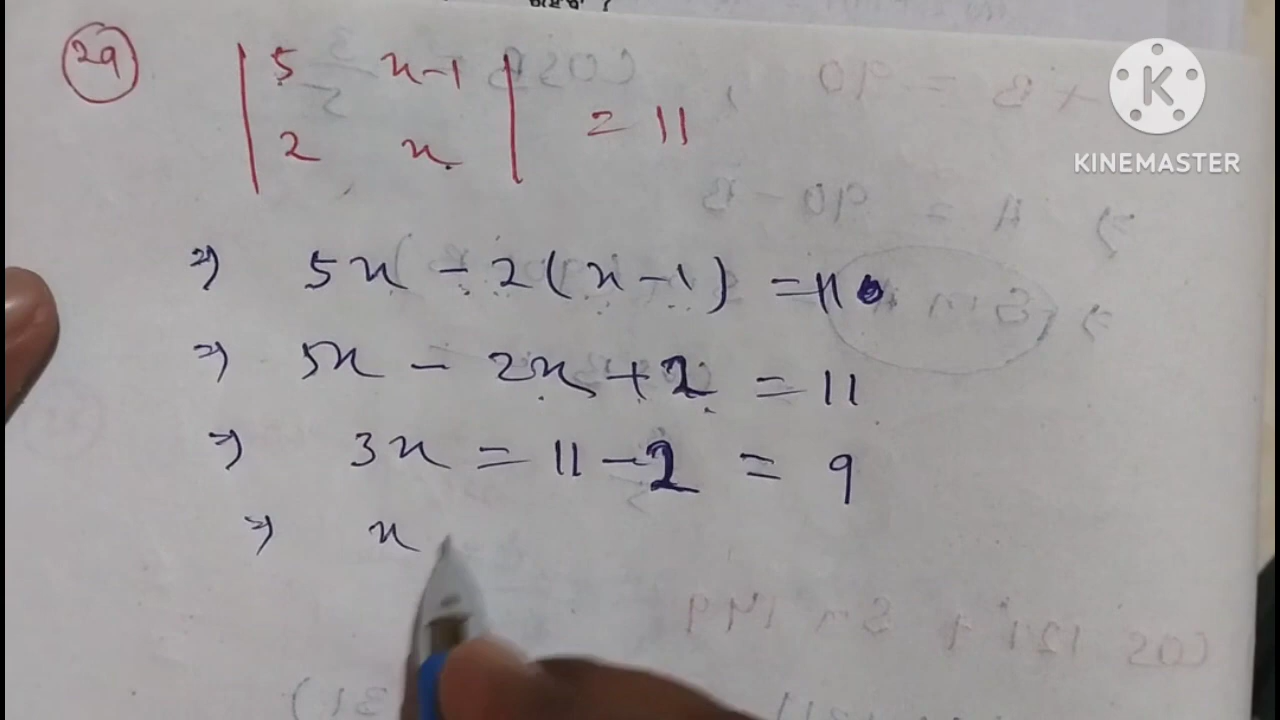 29
| 5 x-1 |
| 2 x | = 11
⇒ 5x - 2(x-1) = 11
⇒ 5x - 2x + 2 = 11
⇒ 3x = 11 - 2 = 9
⇒ x
K
KINEMASTER